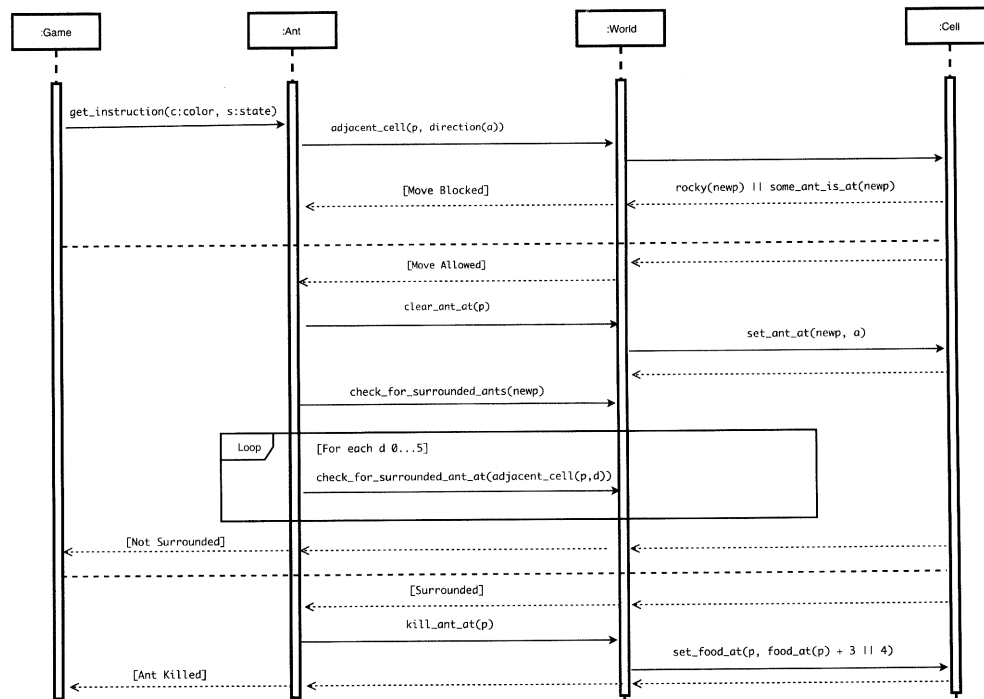 :Game
:Ant
:World
:Cell
get_instruction(c:color, s:state)
adjacent_cell(p, direction(a))
[Move Blocked]
rocky(newp) || some_ant_is_at(newp)
[Move Allowed]
clear_ant_at(p)
set_ant_at(newp, a)
check_for_surrounded_ants(newp)
Loop
[For each d 0...5]
check_for_surrounded_ant_at(adjacent_cell(p,d))
[Not Surrounded]
[Surrounded]
kill_ant_at(p)
set_food_at(p, food_at(p) + 3 || 4)
[Ant Killed]